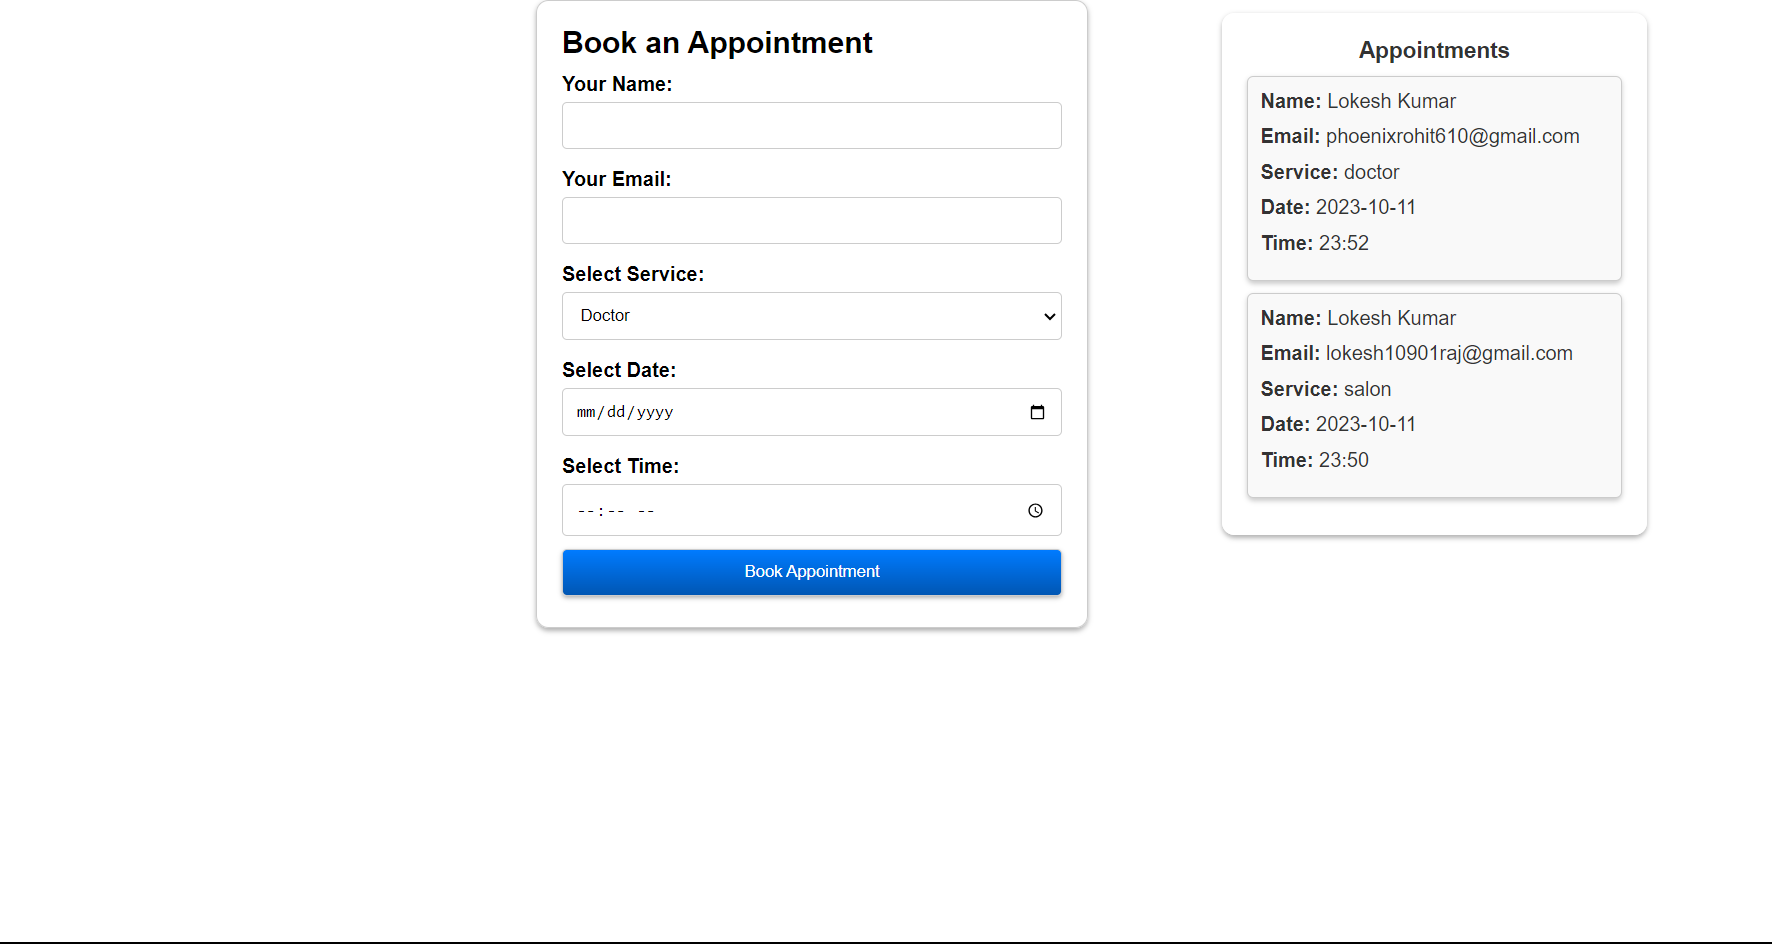 Book an Appointment
Your Name:
Your Email:
Select Service:
Doctor
Select Date:
mm/dd/yyyy
Select Time:
--:-- --
Book Appointment
Appointments
Name: Lokesh Kumar
Email: phoenixrohit610@gmail.com
Service: doctor
Date: 2023-10-11
Time: 23:52
Name: Lokesh Kumar
Email: lokesh10901raj@gmail.com
Service: salon
Date: 2023-10-11
Time: 23:50